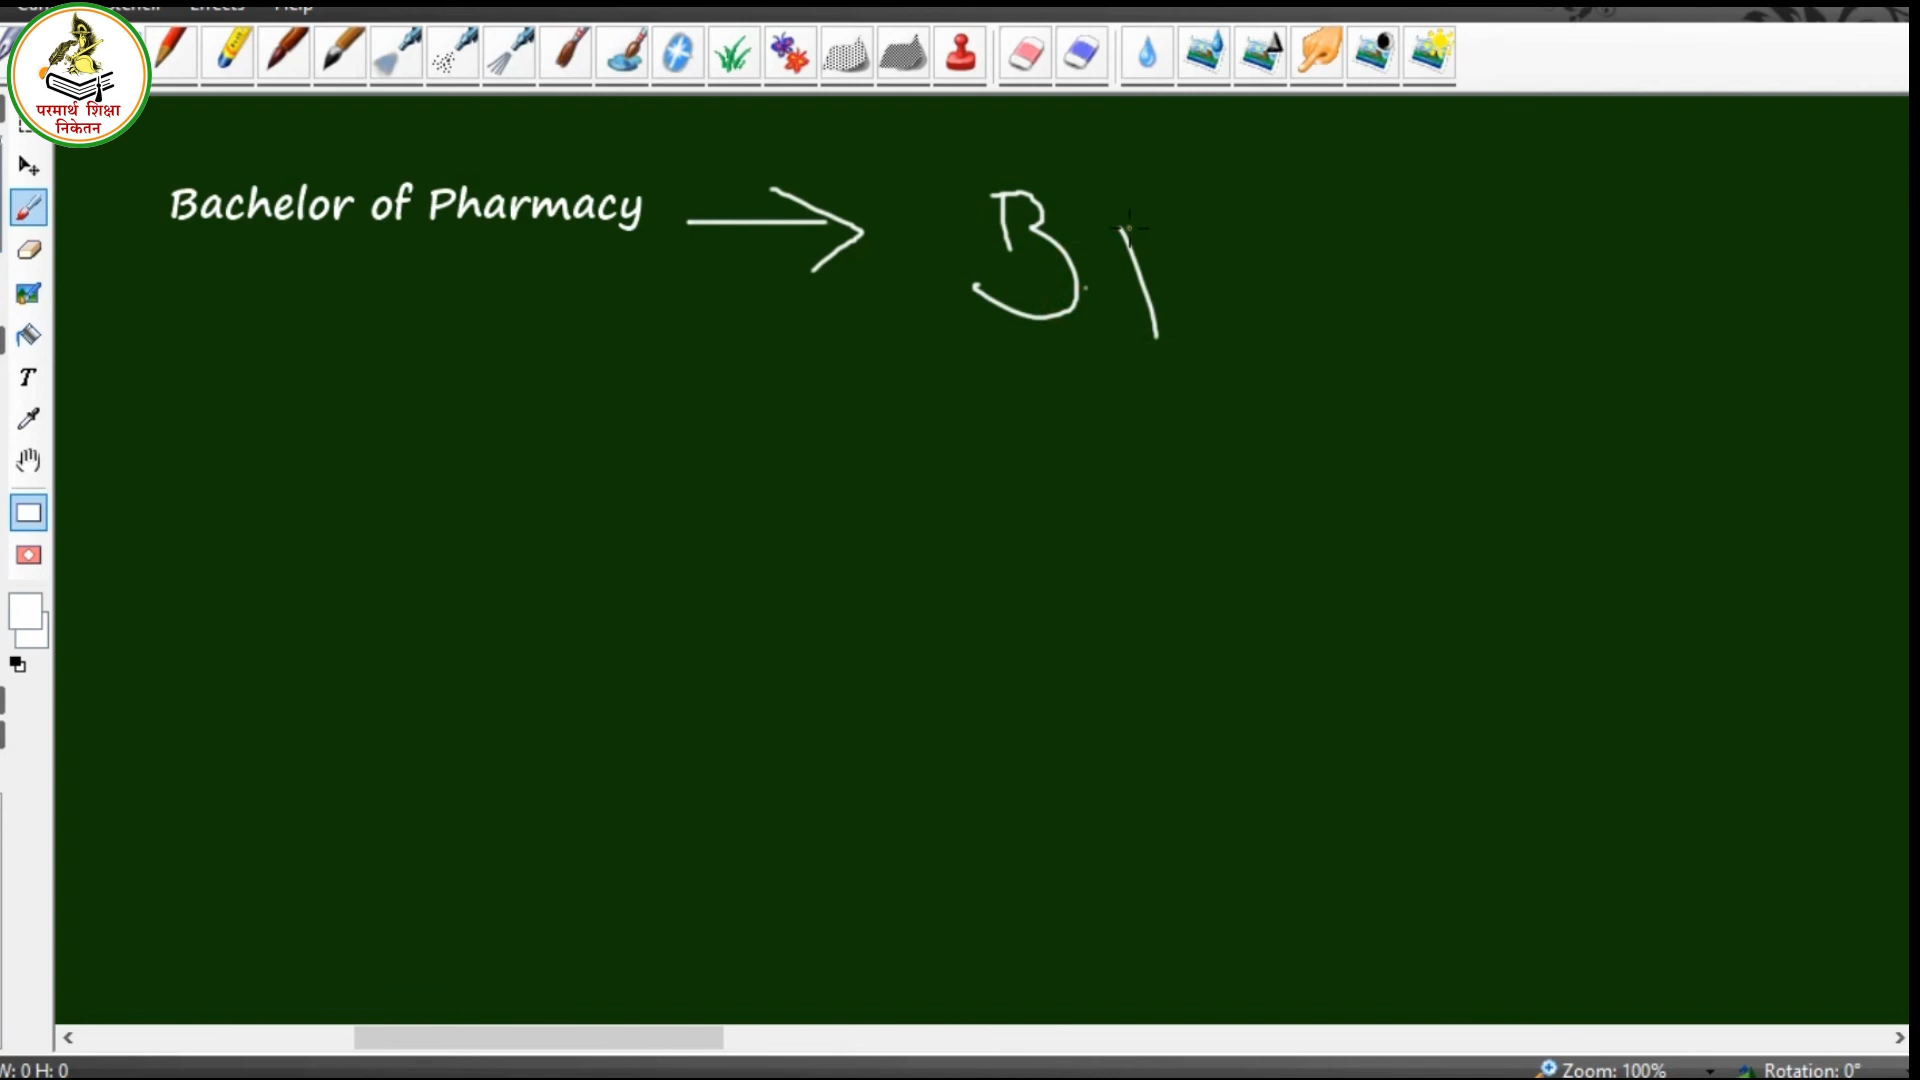 परमार्थ शिक्षा
निकेतन
Bachelor of Pharmacy B
W: 0 H: 0
Zoom: 100%
Rotation: 0°